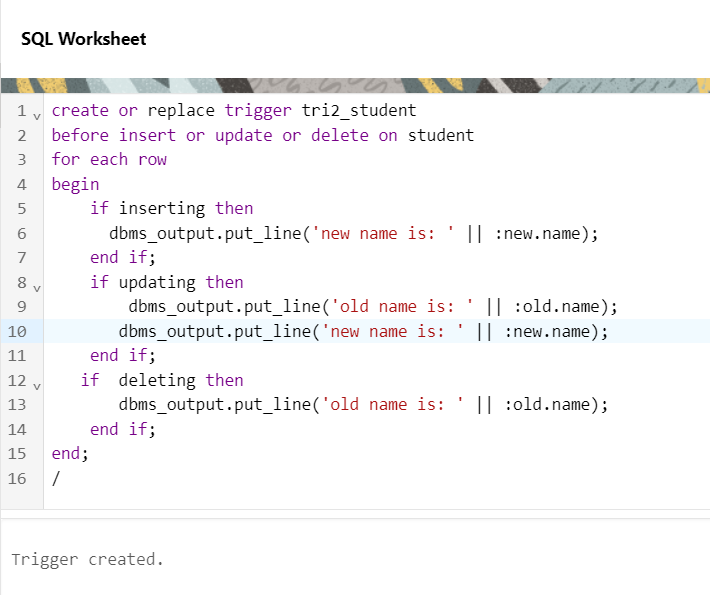 SQL Worksheet
1 create or replace trigger tri2_student
2 before insert or update or delete on student
3 for each row
4 begin
5 if inserting then
6 dbms_output.put_line('new name is: ' || :new.name);
7 end if;
8 if updating then
9 dbms_output.put_line('old name is: ' || :old.name);
10 dbms_output.put_line('new name is: ' || :new.name);
11 end if;
12 if  deleting then
13 dbms_output.put_line('old name is: ' || :old.name);
14 end if;
15 end;
16 /
Trigger created.